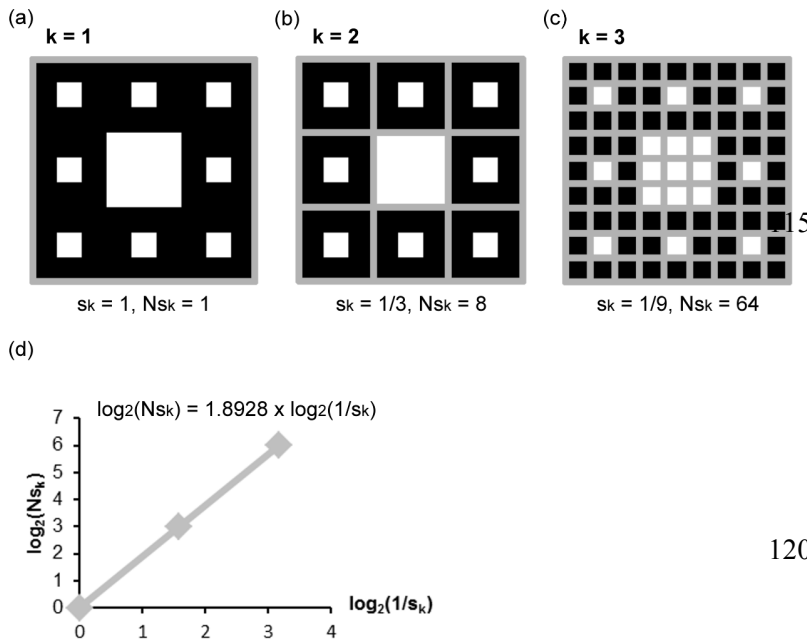 (a) (b) (c)
k = 1 k = 2 k = 3
115
sk = 1, Nsk = 1 sk = 1/3, Nsk = 8 sk = 1/9, Nsk = 64
(d)
log2(Nsk) = 1.8928 x log2(1/sk)
7
6
5
4
3
2
1
0
log2(Nsk)
0 1 2 3 4
log2(1/sk)
120